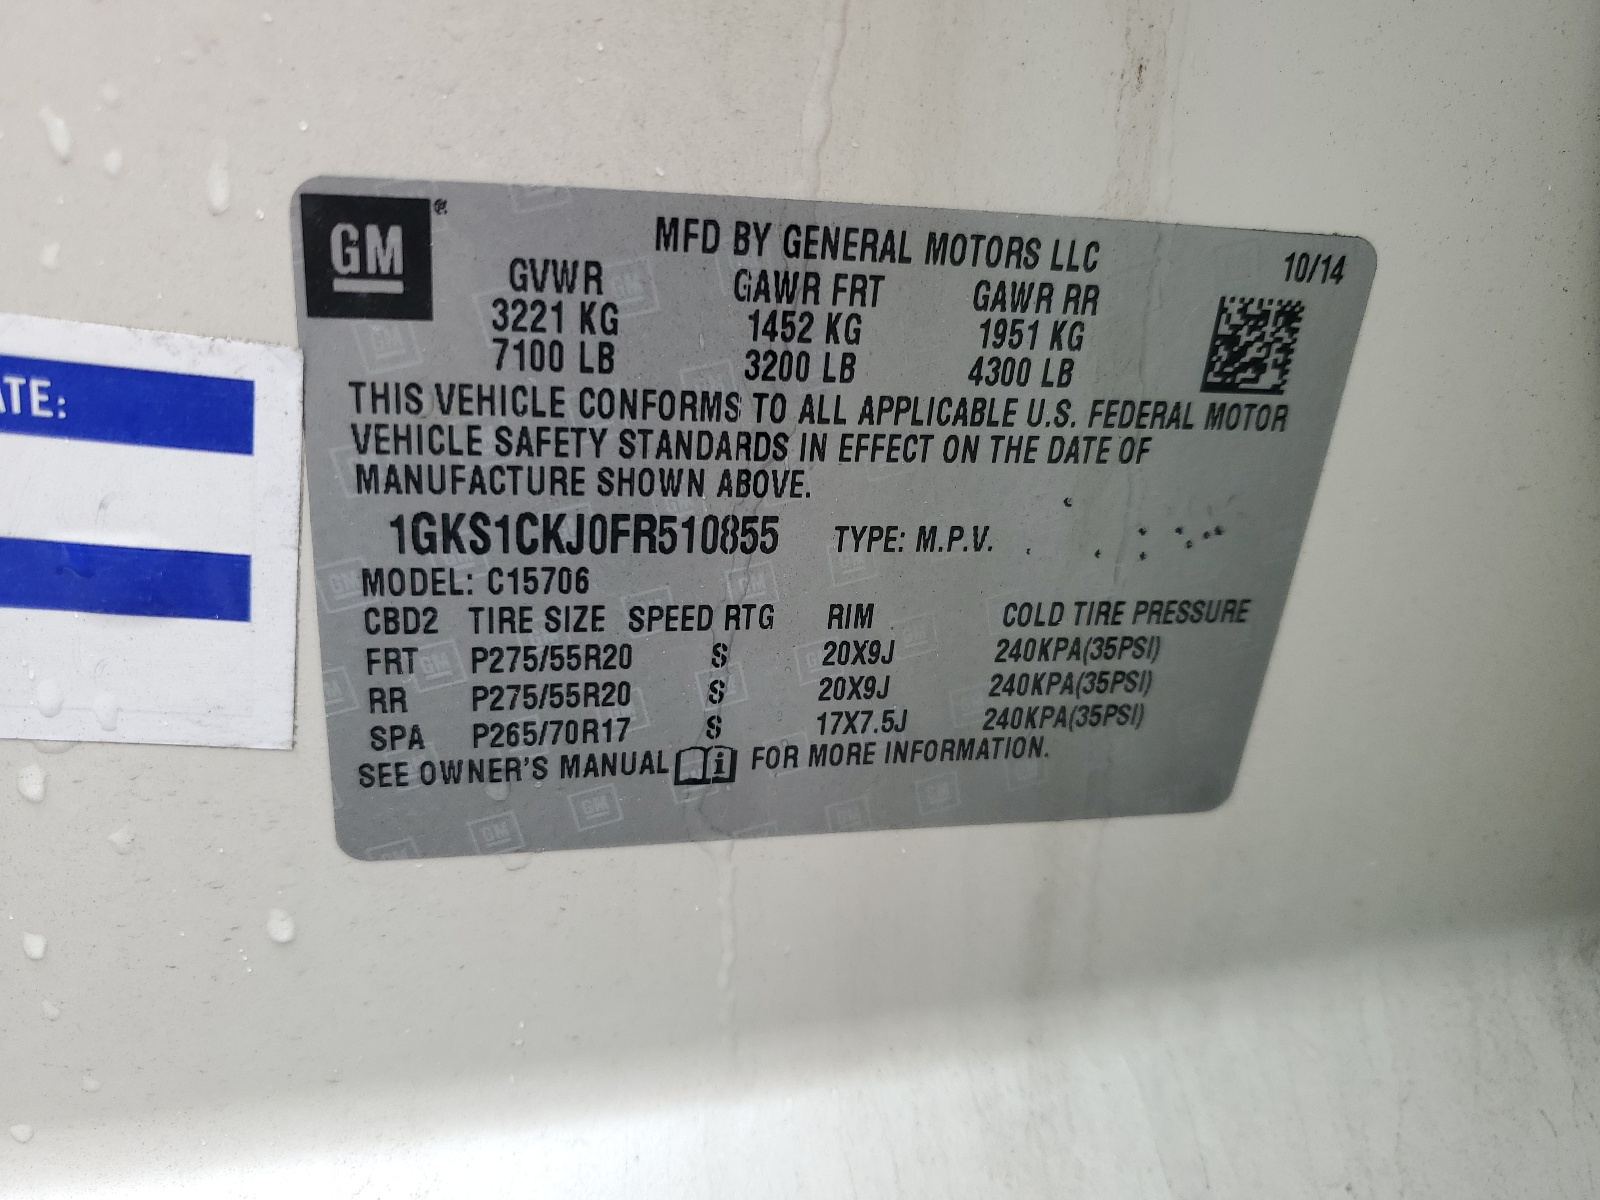 GM ®
MFD BY GENERAL MOTORS LLC 10/14
GVWR GAWR FRT GAWR RR
3221 KG 1452 KG 1951 KG
7100 LB 3200 LB 4300 LB
THIS VEHICLE CONFORMS TO ALL APPLICABLE U.S. FEDERAL MOTOR
VEHICLE SAFETY STANDARDS IN EFFECT ON THE DATE OF
MANUFACTURE SHOWN ABOVE.
1GKS1CKJ0FR510855 TYPE: M.P.V.
MODEL: C15706
CBD2 TIRE SIZE SPEED RTG RIM COLD TIRE PRESSURE
FRT P275/55R20 S 20X9J 240KPA(35PSI)
RR P275/55R20 S 20X9J 240KPA(35PSI)
SPA P265/70R17 S 17X7.5J 240KPA(35PSI)
SEE OWNER'S MANUAL i FOR MORE INFORMATION.